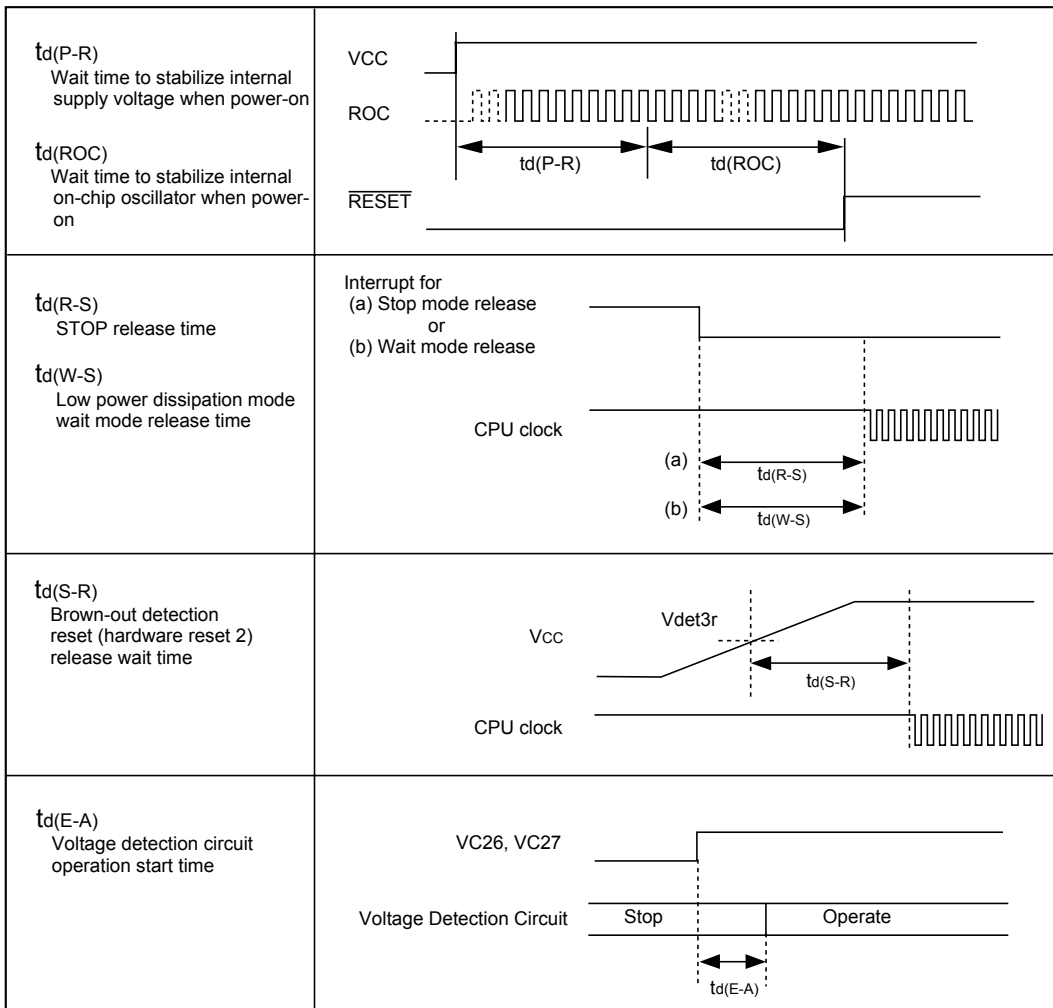 td(P-R)
Wait time to stabilize internal
supply voltage when power-on
td(ROC)
Wait time to stabilize internal
on-chip oscillator when power-
on
VCC
ROC
td(P-R)
td(ROC)
RESET
td(R-S)
STOP release time
td(W-S)
Low power dissipation mode
wait mode release time
Interrupt for
(a) Stop mode release
or
(b) Wait mode release
CPU clock
(a)
td(R-S)
(b)
td(W-S)
td(S-R)
Brown-out detection
reset (hardware reset 2)
release wait time
Vdet3r
VCC
td(S-R)
CPU clock
td(E-A)
Voltage detection circuit
operation start time
VC26, VC27
Voltage Detection Circuit
Stop
Operate
td(E-A)